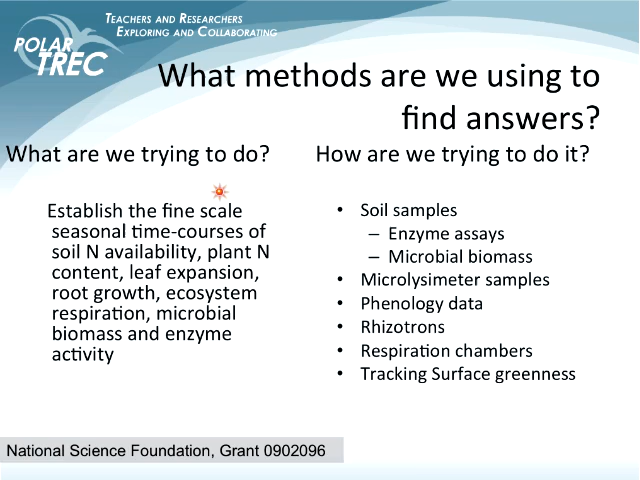 TEACHERS AND RESEARCHERS
EXPLORING AND COLLABORATING
POLAR
TREC
What methods are we using to
find answers?
What are we trying to do?
Establish the fine scale
seasonal time-courses of
soil N availability, plant N
content, leaf expansion,
root growth, ecosystem
respiration, microbial
biomass and enzyme
activity
How are we trying to do it?
• Soil samples
– Enzyme assays
– Microbial biomass
• Microlysimeter samples
• Phenology data
• Rhizotrons
• Respiration chambers
• Tracking Surface greenness
National Science Foundation, Grant 0902096